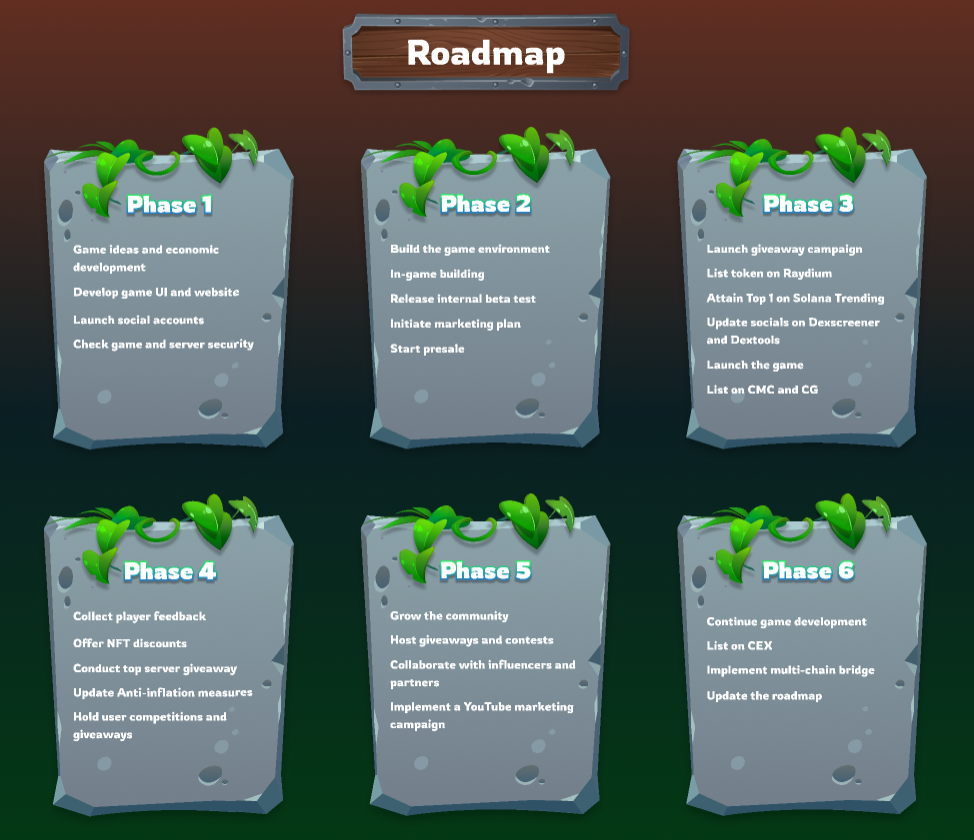 Roadmap
Phase 1
Game ideas and economic
development
Develop game UI and website
Launch social accounts
Check game and server security
Phase 2
Build the game environment
In-game building
Release internal beta test
Initiate marketing plan
Start presale
Phase 3
Launch giveaway campaign
List token on Raydium
Attain Top 1 on Solana Trending
Update socials on Dexscreener
and Dextools
Launch the game
List on CMC and CG
Phase 4
Collect player feedback
Offer NFT discounts
Conduct top server giveaway
Update Anti-inflation measures
Hold user competitions and
giveaways
Phase 5
Grow the community
Host giveaways and contests
Collaborate with influencers and
partners
Implement a YouTube marketing
campaign
Phase 6
Continue game development
List on CEX
Implement multi-chain bridge
Update the roadmap